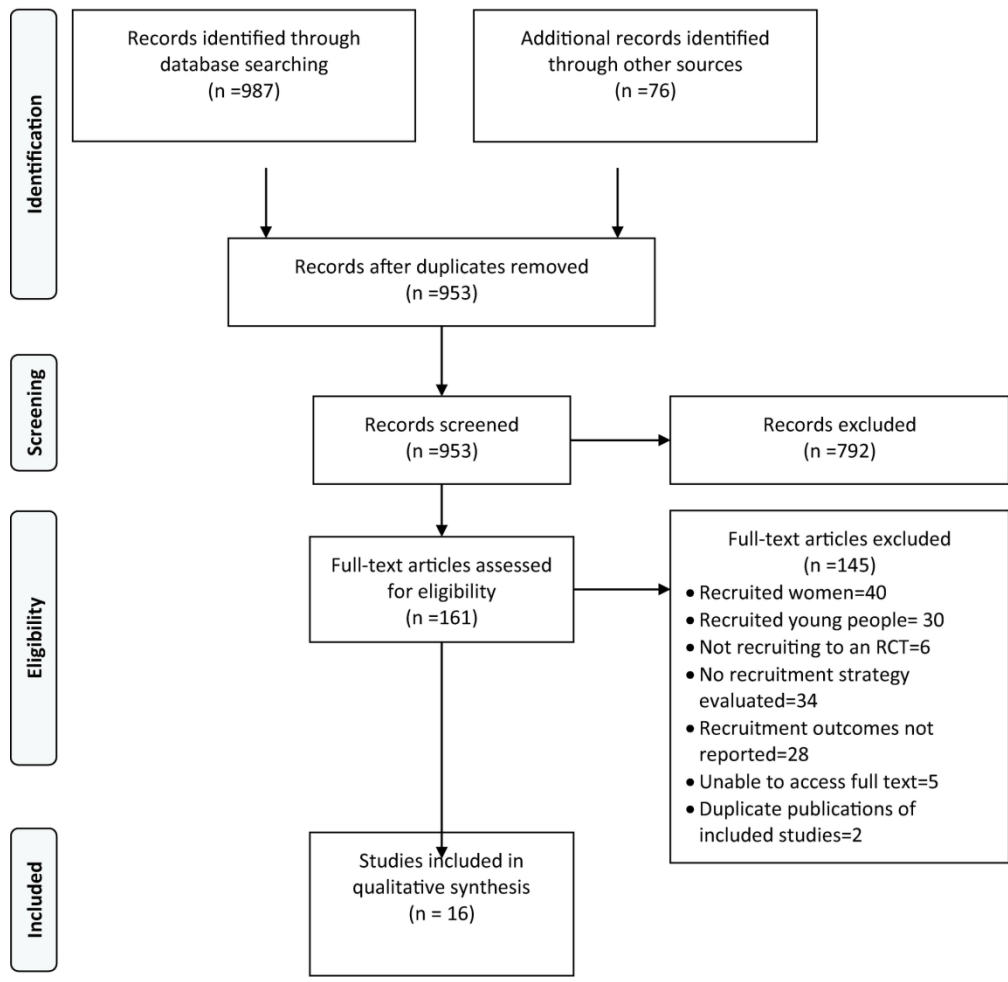 Identification
Records identified through
database searching
(n =987)
Additional records identified
through other sources
(n =76)
Records after duplicates removed
(n =953)
Screening
Records screened
(n =953)
Records excluded
(n =792)
Eligibility
Full-text articles assessed
for eligibility
(n =161)
Full-text articles excluded
(n =145)
• Recruited women=40
• Recruited young people= 30
• Not recruiting to an RCT=6
• No recruitment strategy
evaluated=34
• Recruitment outcomes not
reported=28
• Unable to access full text=5
• Duplicate publications of
included studies=2
Included
Studies included in
qualitative synthesis
(n = 16)